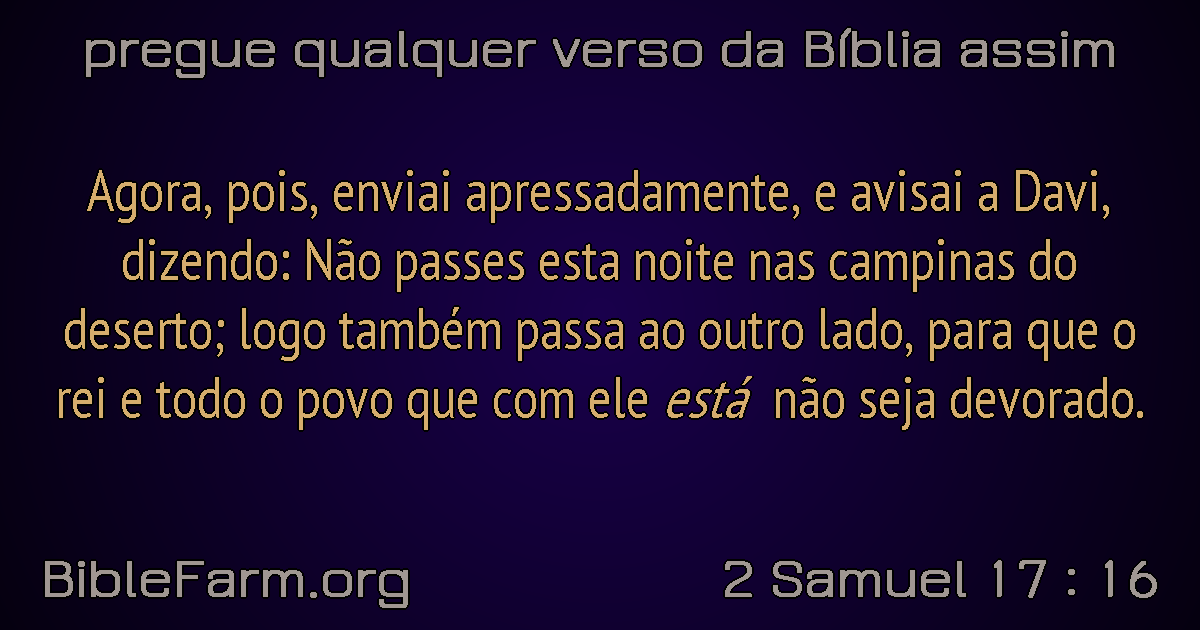 pregue qualquer verso da Bíblia assim
Agora, pois, enviai apressadamente, e avisai a Davi,
dizendo: Não passes esta noite nas campinas do
deserto; logo também passa ao outro lado, para que o
rei e todo o povo que com ele está não seja devorado.
BibleFarm.org
2 Samuel 17 : 16